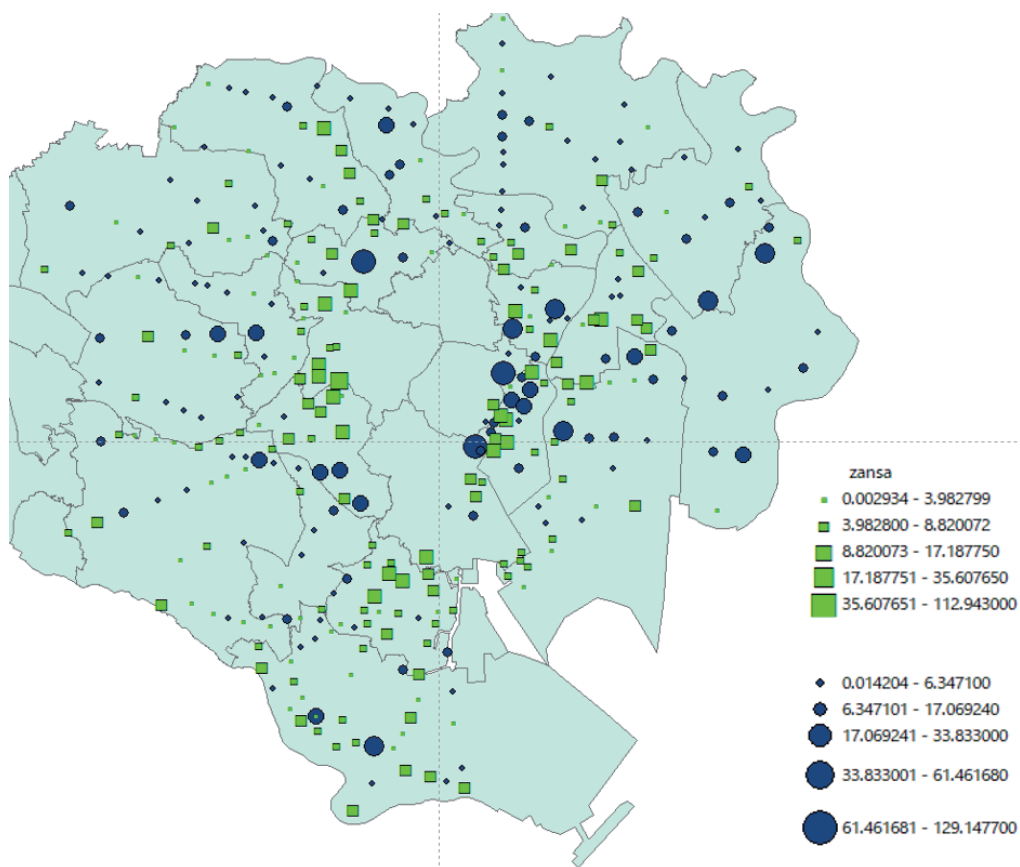 zansa
0.002934 - 3.982799
3.982800 - 8.820072
8.820073 - 17.187750
17.187751 - 35.607650
35.607651 - 112.943000
0.014204 - 6.347100
6.347101 - 17.069240
17.069241 - 33.833000
33.833001 - 61.461680
61.461681 - 129.147700